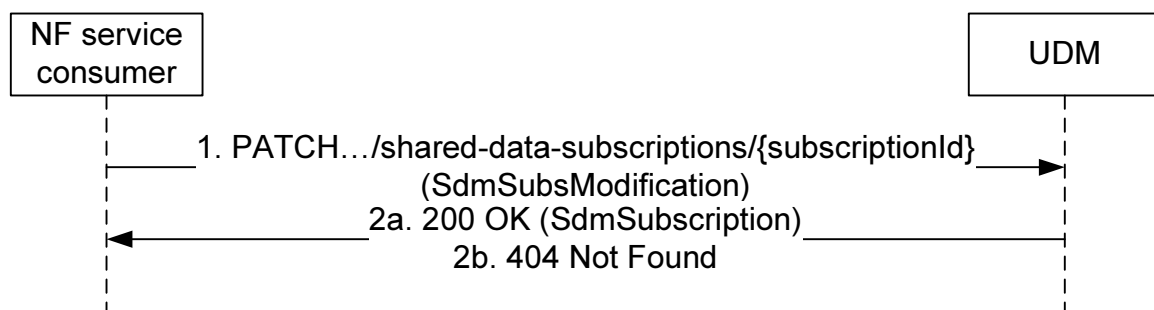 NF service
consumer
UDM
1. PATCH…/shared-data-subscriptions/{subscriptionId}
(SdmSubsModification)
2a. 200 OK (SdmSubscription)
2b. 404 Not Found